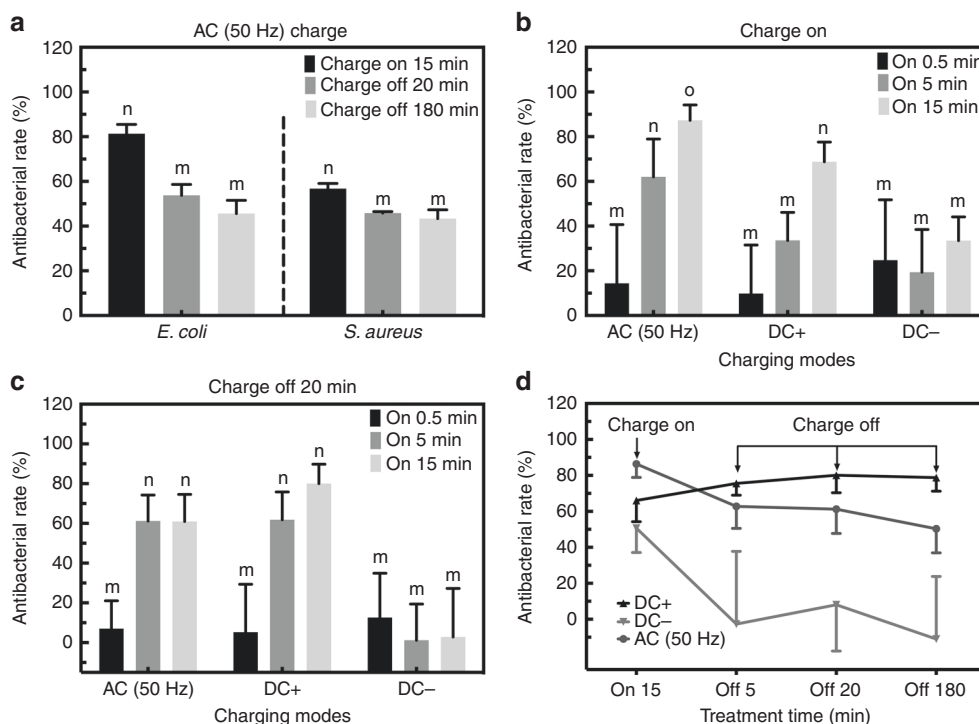 a
AC (50 Hz) charge
Antibacterial rate (%)
120
100
80
60
40
20
0
Charge on 15 min
Charge off 20 min
Charge off 180 min
n
m
m
n
m
m
E. coli
S. aureus
b
Charge on
Antibacterial rate (%)
120
100
80
60
40
20
0
On 0.5 min
On 5 min
On 15 min
m
n
o
m
m
n
m
m
m
AC (50 Hz)
DC+
DC–
Charging modes
c
Charge off 20 min
Antibacterial rate (%)
120
100
80
60
40
20
0
On 0.5 min
On 5 min
On 15 min
m
n
n
m
n
n
m
m
m
AC (50 Hz)
DC+
DC–
Charging modes
d
Antibacterial rate (%)
120
100
80
60
40
20
0
Charge on
Charge off
DC+
DC–
AC (50 Hz)
On 15
Off 5
Off 20
Off 180
Treatment time (min)